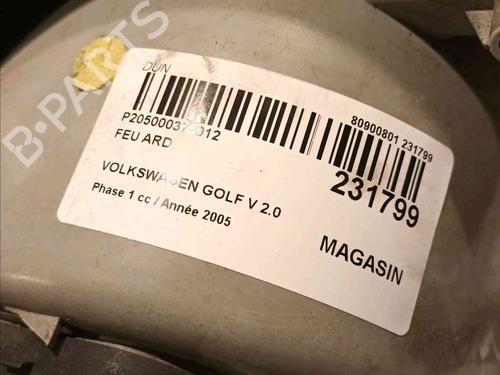 DUN
80900801 231799
P205000375012
FEU ARD
231799
VOLKSWAGEN GOLF V 2.0
Phase 1 cc / Année 2005
MAGASIN
B-PARTS